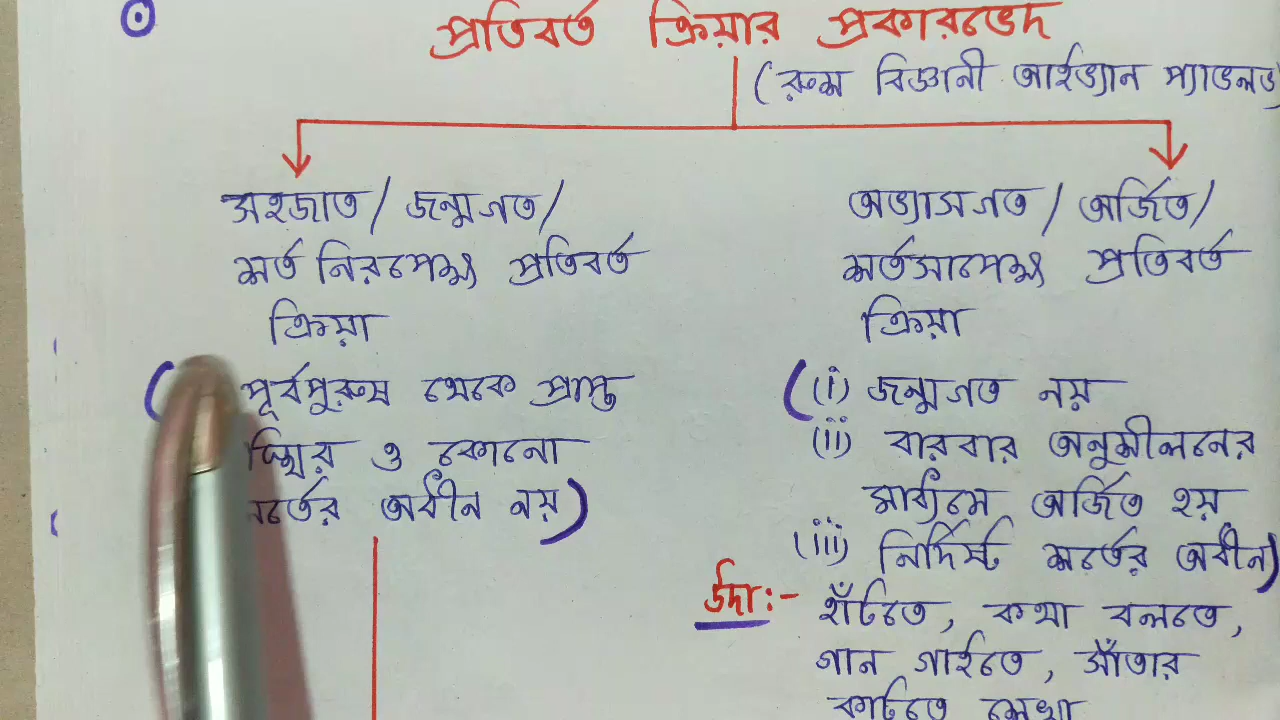 প্রতিবর্ত ক্রিয়ার প্রকারভেদ
(রুশ বিজ্ঞানী আইভ্যান প্যাভলভ)
সহজাত / জন্মগত /
শর্ত নিরপেক্ষ প্রতিবর্ত
ক্রিয়া
(পূর্বপুরুষ থেকে প্রাপ্ত
স্থির ও কোনো
শর্তের অধীন নয়)
অভ্যাসগত / অর্জিত /
শর্তসাপেক্ষ প্রতিবর্ত
ক্রিয়া
((i) জন্মগত নয়
(ii) বারবার অনুশীলনের
মাধ্যমে অর্জিত হয়
(iii) নির্দিস্ট শর্তের অধীন)
উদা:- হাঁটতে, কথা বলতে,
গান গাইতে, সাঁতার
কাটতে শেখা